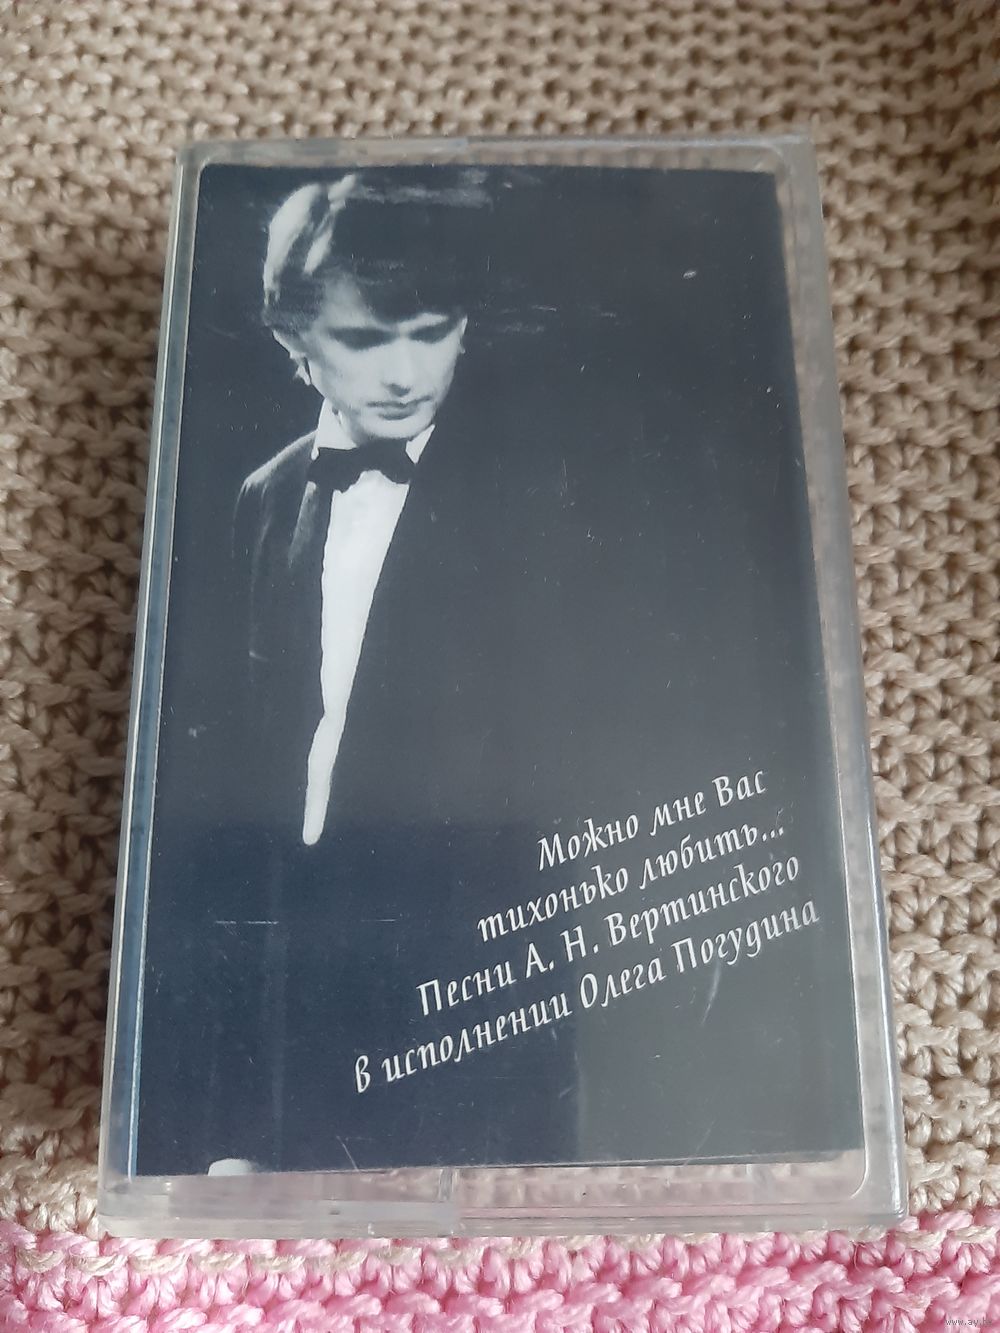 Можно мне Вас
тихонько любить...
Песни А. Н. Вертинского
в исполнении Олега Погудина